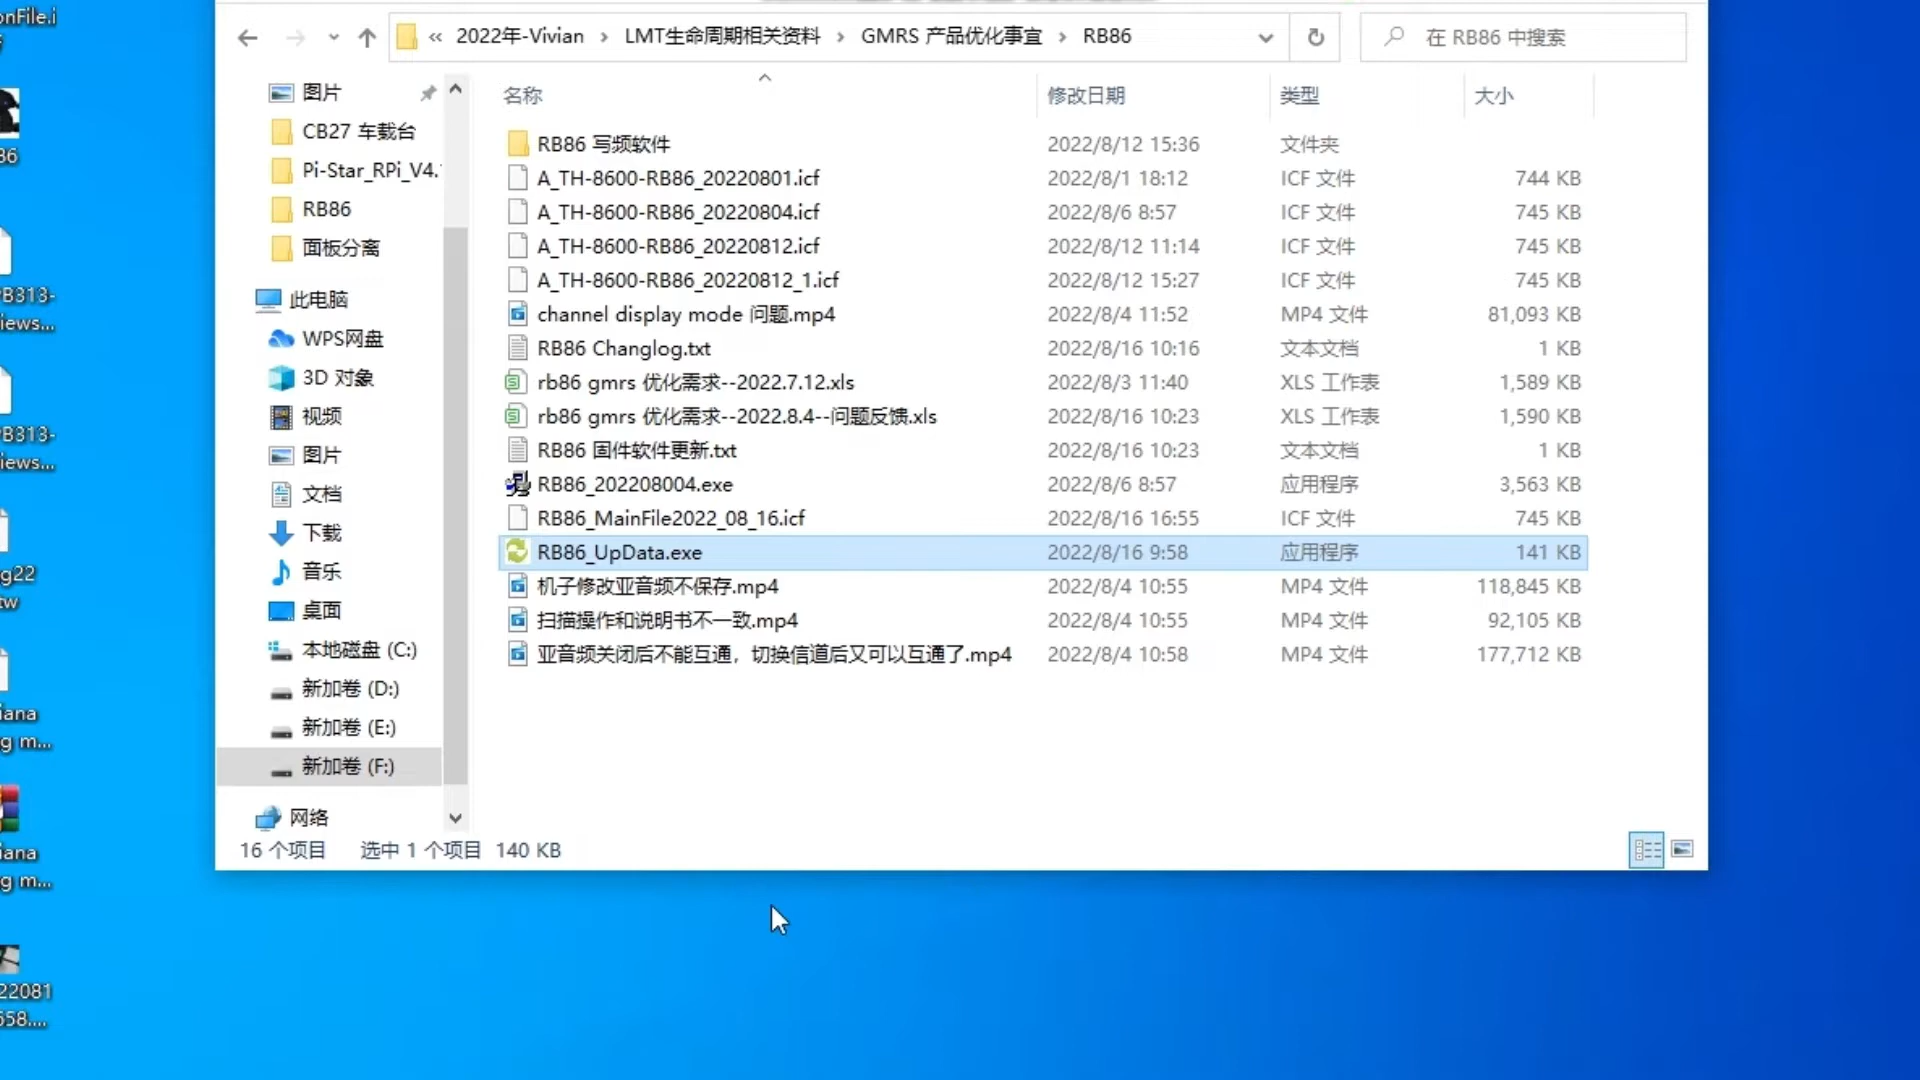 onFile.i
« 2022年-Vivian › LMT生命周期相关资料 › GMRS 产品优化事宜 › RB86
在 RB86 中搜索
名称 修改日期 类型 大小
图片
CB27 车载台
Pi-Star_RPi_V4.
RB86
面板分离
此电脑
WPS网盘
3D 对象
视频
图片
文档
下载
音乐
桌面
本地磁盘 (C:)
新加卷 (D:)
新加卷 (E:)
新加卷 (F:)
网络
RB86 写频软件 2022/8/12 15:36 文件夹
A_TH-8600-RB86_20220801.icf 2022/8/1 18:12 ICF 文件 744 KB
A_TH-8600-RB86_20220804.icf 2022/8/6 8:57 ICF 文件 745 KB
A_TH-8600-RB86_20220812.icf 2022/8/12 11:14 ICF 文件 745 KB
A_TH-8600-RB86_20220812_1.icf 2022/8/12 15:27 ICF 文件 745 KB
channel display mode 问题.mp4 2022/8/4 11:52 MP4 文件 81,093 KB
RB86 Changlog.txt 2022/8/16 10:16 文本文档 1 KB
rb86 gmrs 优化需求--2022.7.12.xls 2022/8/3 11:40 XLS 工作表 1,589 KB
rb86 gmrs 优化需求--2022.8.4--问题反馈.xls 2022/8/16 10:23 XLS 工作表 1,590 KB
RB86 固件软件更新.txt 2022/8/16 10:23 文本文档 1 KB
RB86_202208004.exe 2022/8/6 8:57 应用程序 3,563 KB
RB86_MainFile2022_08_16.icf 2022/8/16 16:55 ICF 文件 745 KB
RB86_UpData.exe 2022/8/16 9:58 应用程序 141 KB
机子修改亚音频不保存.mp4 2022/8/4 10:55 MP4 文件 118,845 KB
扫描操作和说明书不一致.mp4 2022/8/4 10:55 MP4 文件 92,105 KB
亚音频关闭后不能互通，切换信道后又可以互通了.mp4 2022/8/4 10:58 MP4 文件 177,712 KB
16 个项目 选中 1 个项目 140 KB
86
B313-
iews...
B313-
iews...
g22
tw
iana
g m...
iana
g m...
22081
658....